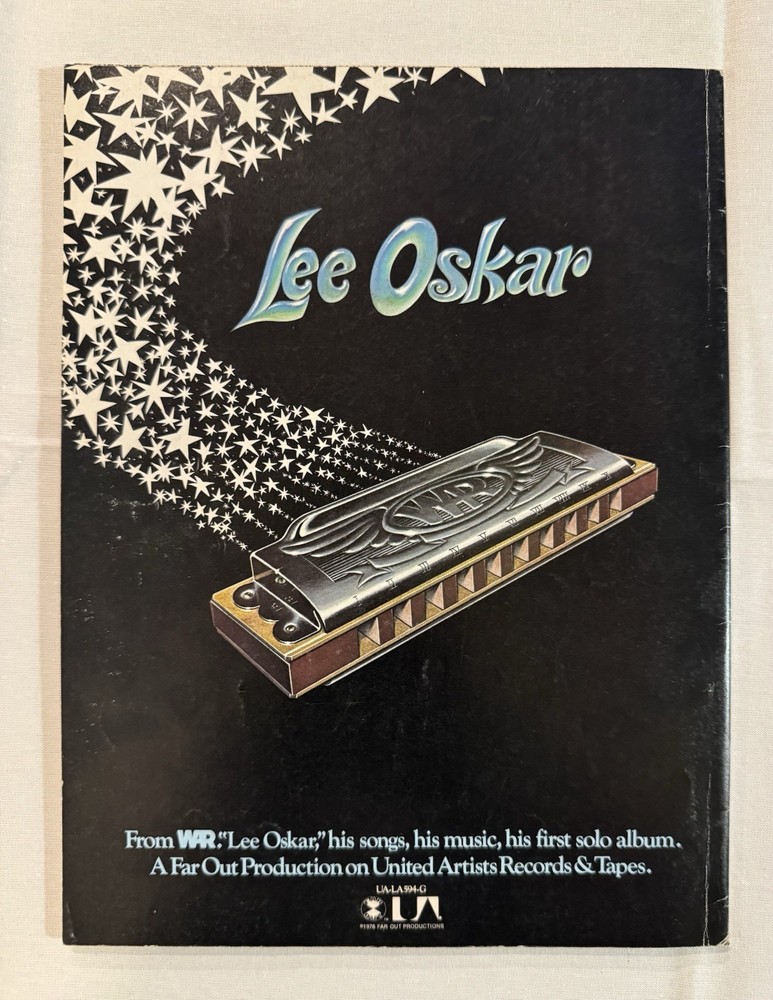 Lee Oskar
WAR
From WAR. "Lee Oskar," his songs, his music, his first solo album.
A Far Out Production on United Artists Records & Tapes.
UA-LA594-G
UA
©1976 FAR OUT PRODUCTIONS